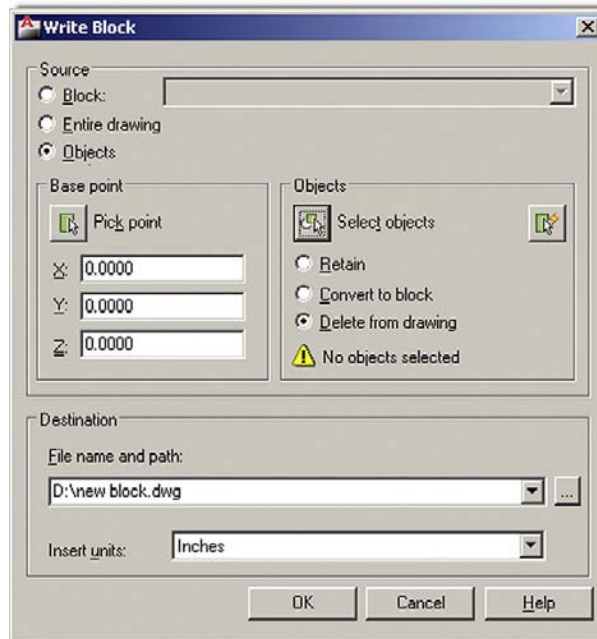 Write Block
Source
Block:
Entire drawing
Objects
Base point
Pick point
X: 0.0000
Y: 0.0000
Z: 0.0000
Objects
Select objects
Retain
Convert to block
Delete from drawing
No objects selected
Destination
File name and path:
D:\new block.dwg
...
Insert units: Inches
OK Cancel Help